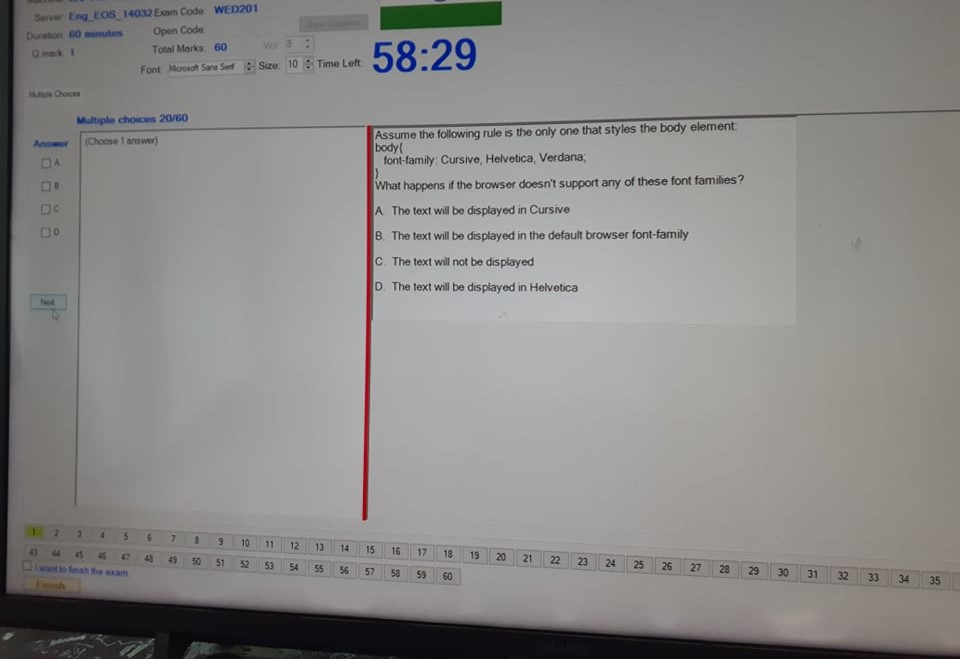 Server: Eng_EOS_14032 Exam Code: WED201
Duration: 60 minutes Open Code:
Q mark: 1 Total Marks: 60 Vol: 8
Font: Microsoft Sans Serif Size: 10 Time Left: 58:29
Multiple Choices
Multiple choices 20/60
Answer
(Choose 1 answer)
A
B
C
D
Next
Assume the following rule is the only one that styles the body element:
body{
font-family: Cursive, Helvetica, Verdana;
}
What happens if the browser doesn't support any of these font families?
A. The text will be displayed in Cursive
B. The text will be displayed in the default browser font-family
C. The text will not be displayed
D. The text will be displayed in Helvetica
1 2 3 4 5 6 7 8 9 10 11 12 13 14 15 16 17 18 19 20 21 22 23 24 25 26 27 28 29 30 31 32 33 34 35
43 44 45 46 47 48 49 50 51 52 53 54 55 56 57 58 59 60
I want to finish the exam.
Finish